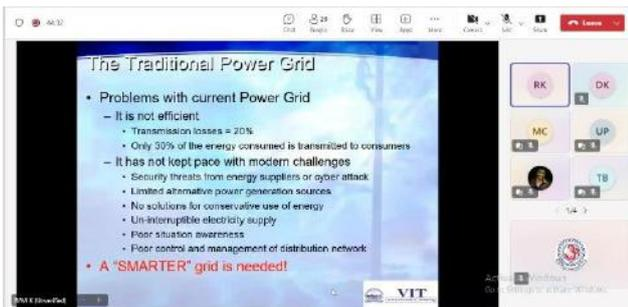 44:32
29
Chat People Raise View Apps More Camera Mic Share Leave
The Traditional Power Grid
• Problems with current Power Grid
– It is not efficient
• Transmission losses = 20%
• Only 30% of the energy consumed is transmitted to consumers
– It has not kept pace with modern challenges
• Security threats from energy suppliers or cyber attack
• Limited alternative power generation sources
• No solutions for conservative use of energy
• Un-interruptible electricity supply
• Poor situation awareness
• Poor control and management of distribution network
• A "SMARTER" grid is needed!
VIT
(Unverified)
RK
DK
MC
UP
TB
1/4
Windows